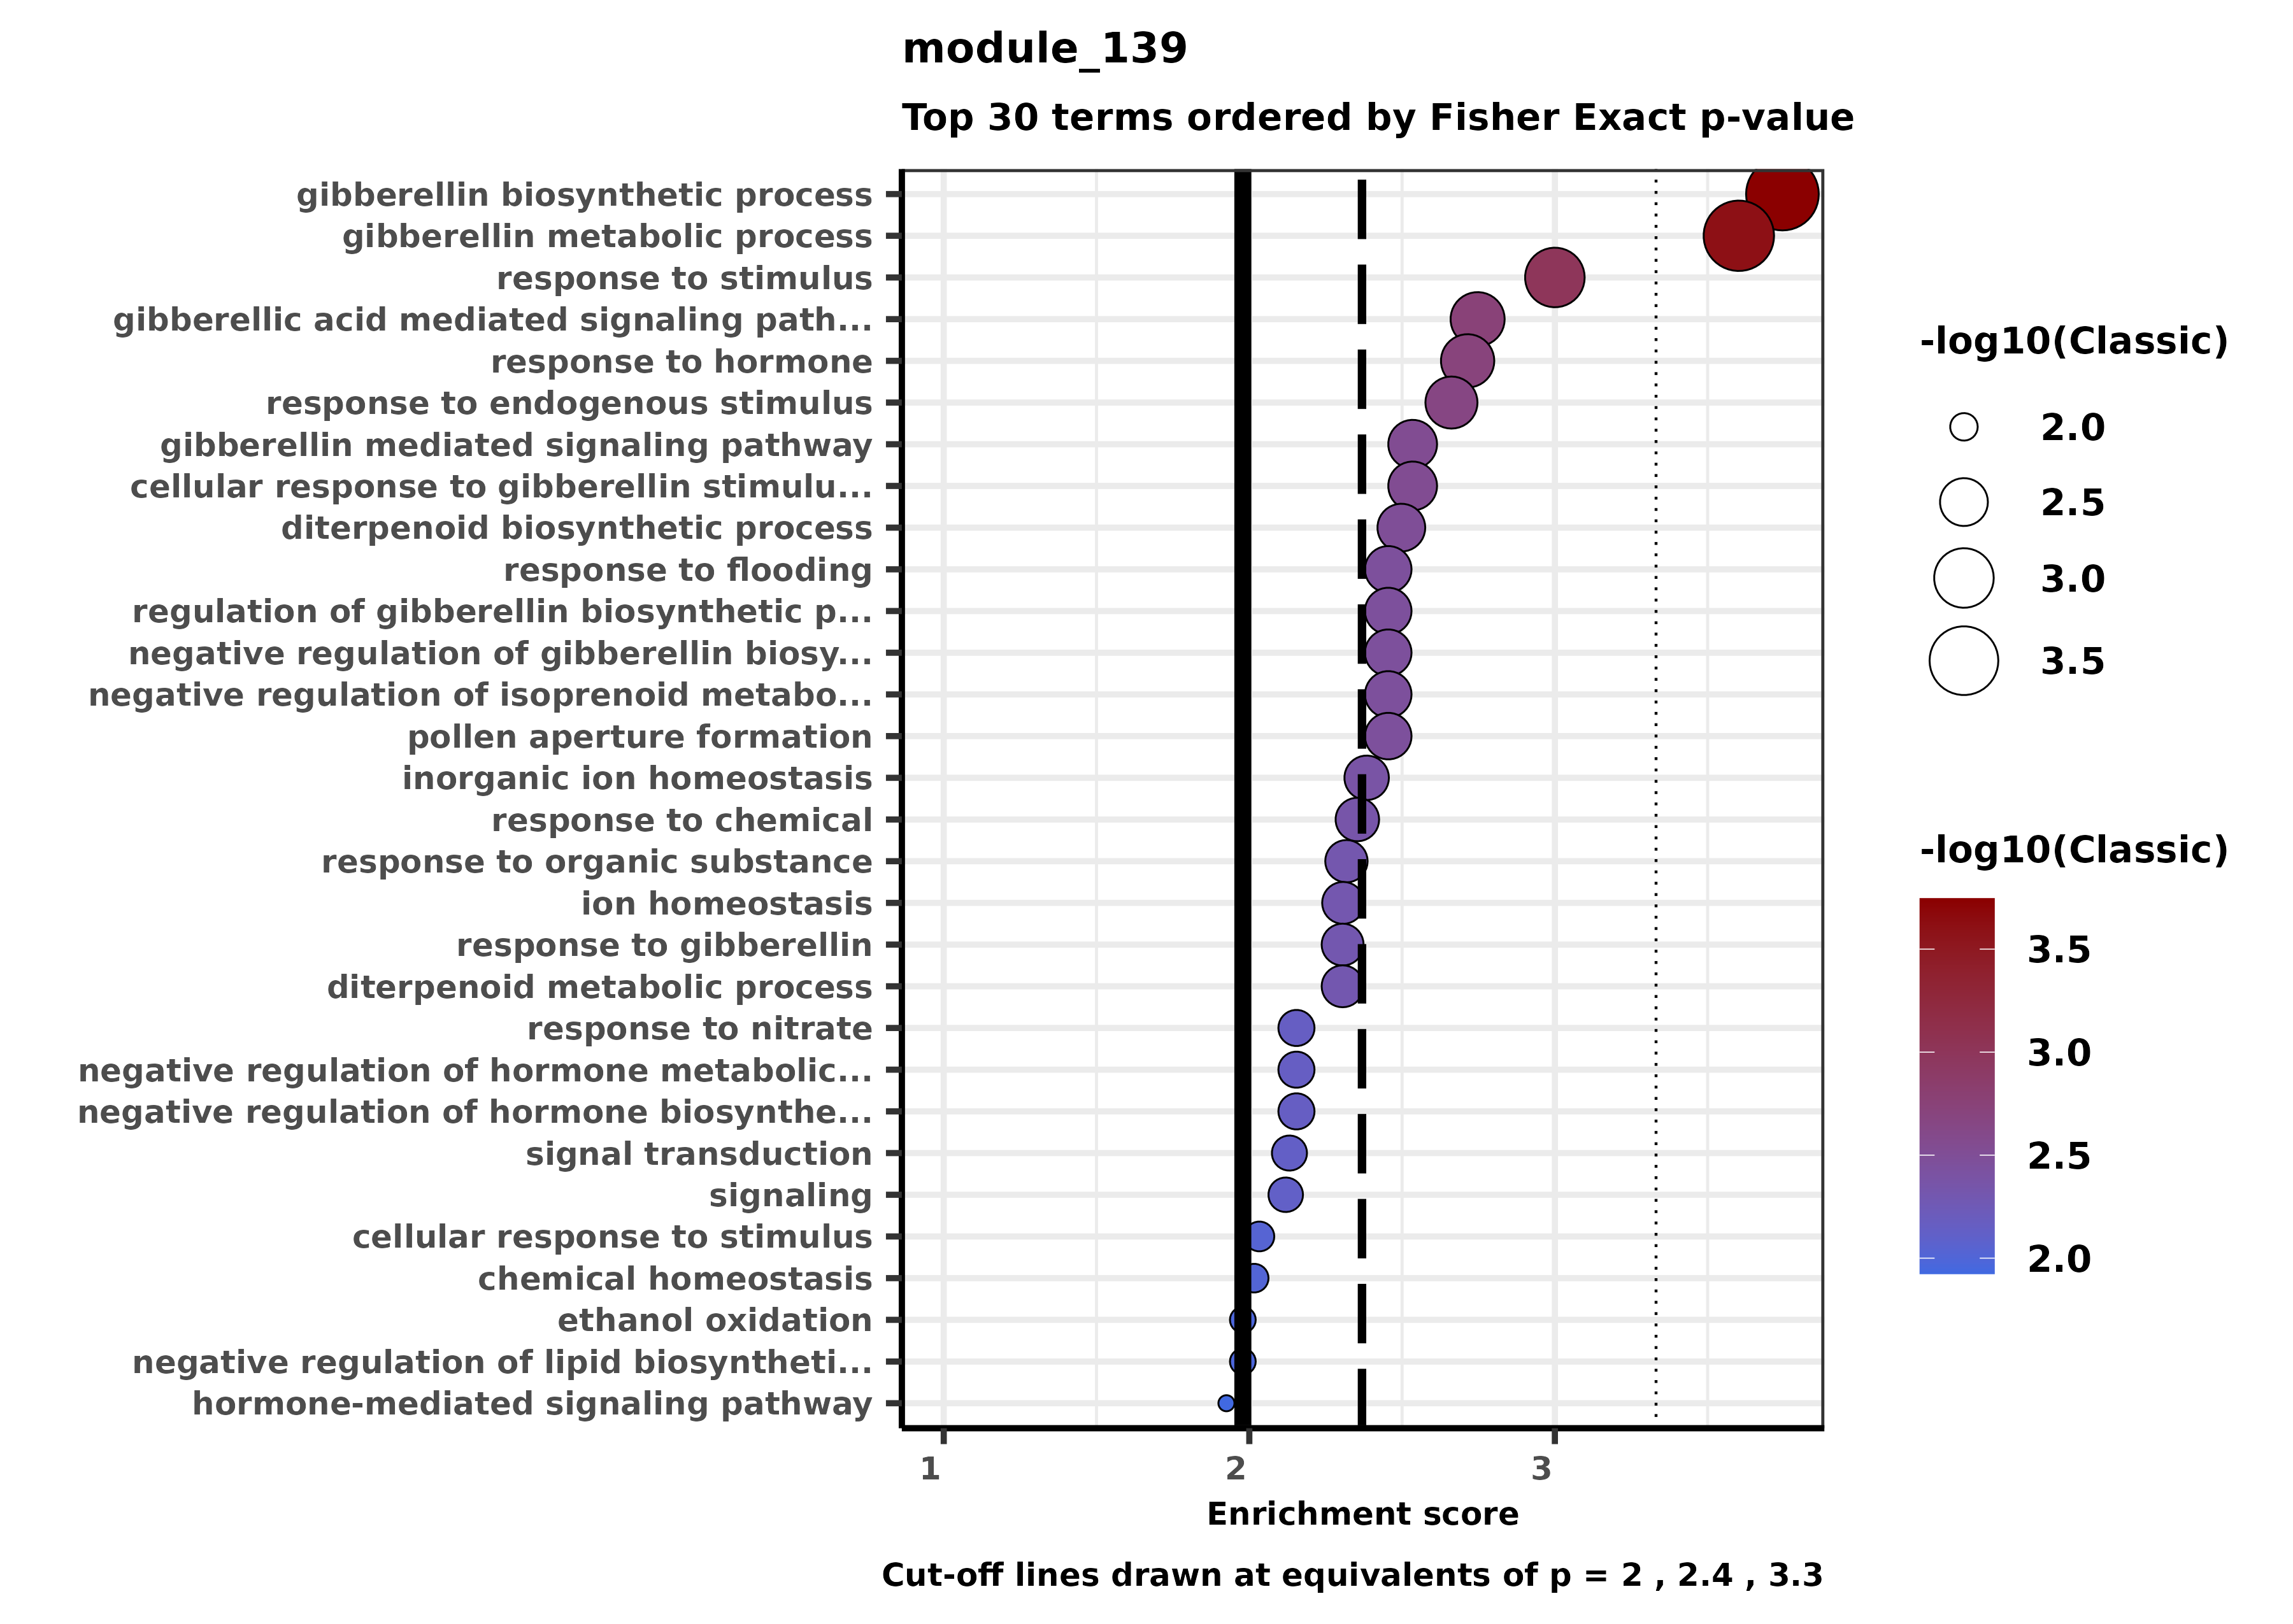 module_139
Top 30 terms ordered by Fisher Exact p-value
gibberellin biosynthetic process
gibberellin metabolic process
response to stimulus
gibberellic acid mediated signaling path...
response to hormone
response to endogenous stimulus
gibberellin mediated signaling pathway
cellular response to gibberellin stimulu...
diterpenoid biosynthetic process
response to flooding
regulation of gibberellin biosynthetic p...
negative regulation of gibberellin biosy...
negative regulation of isoprenoid metabo...
pollen aperture formation
inorganic ion homeostasis
response to chemical
response to organic substance
ion homeostasis
response to gibberellin
diterpenoid metabolic process
response to nitrate
negative regulation of hormone metabolic...
negative regulation of hormone biosynthe...
signal transduction
signaling
cellular response to stimulus
chemical homeostasis
ethanol oxidation
negative regulation of lipid biosyntheti...
hormone-mediated signaling pathway
1 2 3
Enrichment score
Cut-off lines drawn at equivalents of p = 2 , 2.4 , 3.3
-log10(Classic)
2.0
2.5
3.0
3.5
-log10(Classic)
3.5
3.0
2.5
2.0